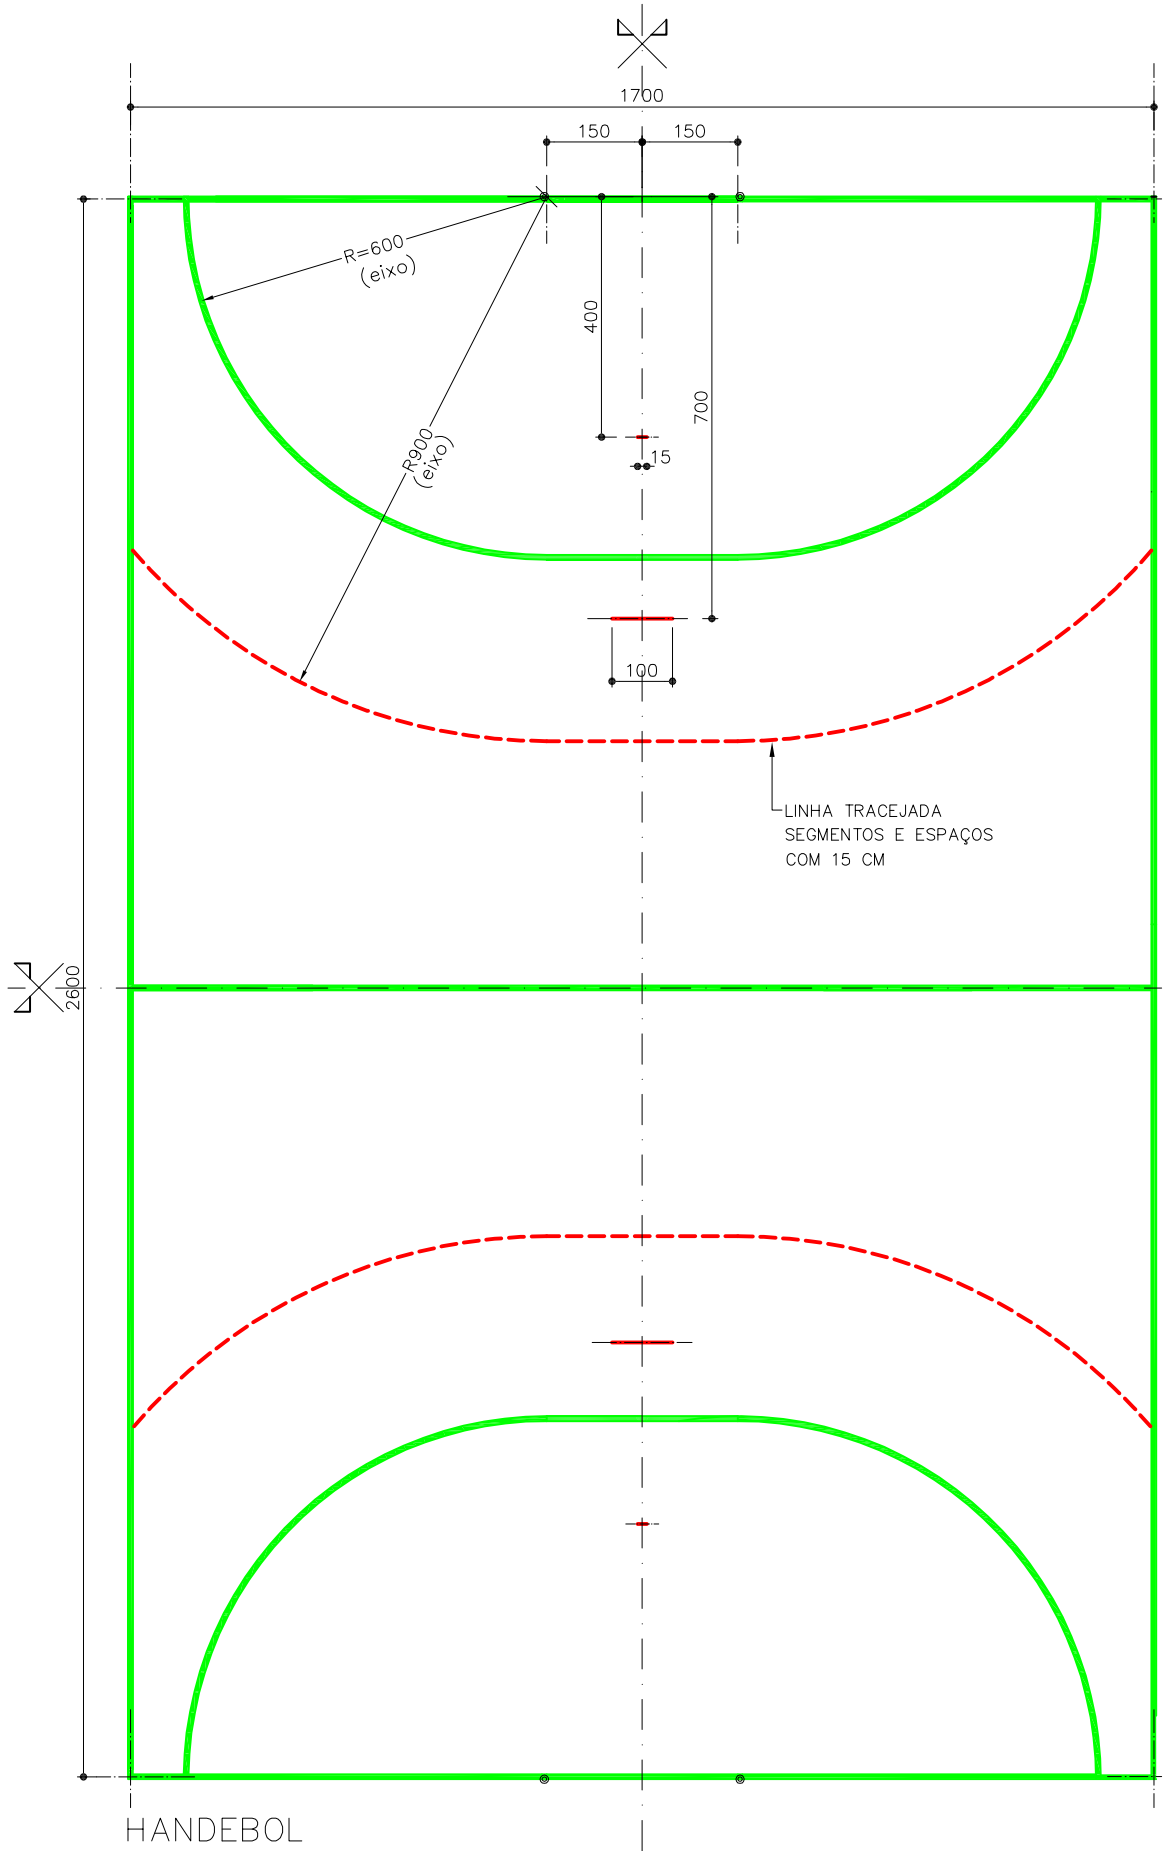 1700
150
150
R=600
(eixo)
400
700
R900
(eixo)
15
100
LINHA TRACEJADA
SEGMENTOS E ESPAÇOS
COM 15 CM
2600
HANDEBOL